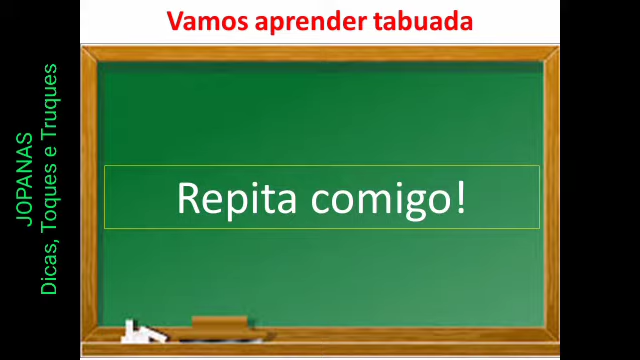 Vamos aprender tabuada
JOPANAS
Dicas, Toques e Truques
Repita comigo!